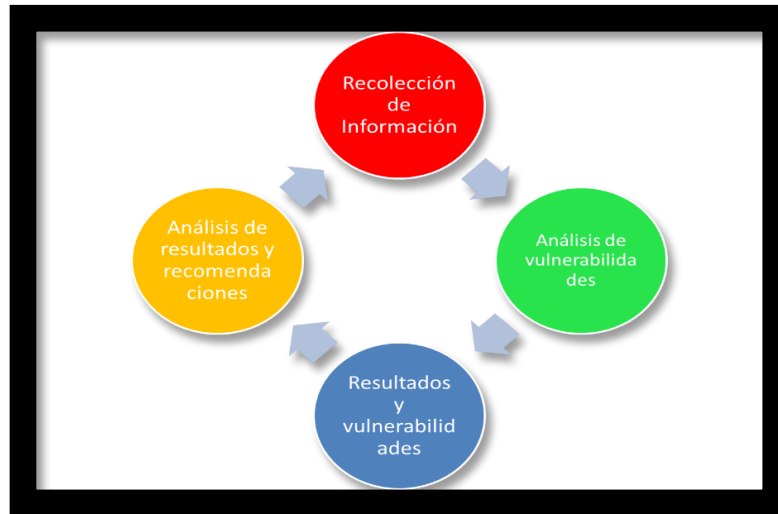 Recolección
de
Información
Análisis de
vulnerabilida
des
Resultados
y
vulnerabilid
ades
Análisis de
resultados y
recomenda
ciones